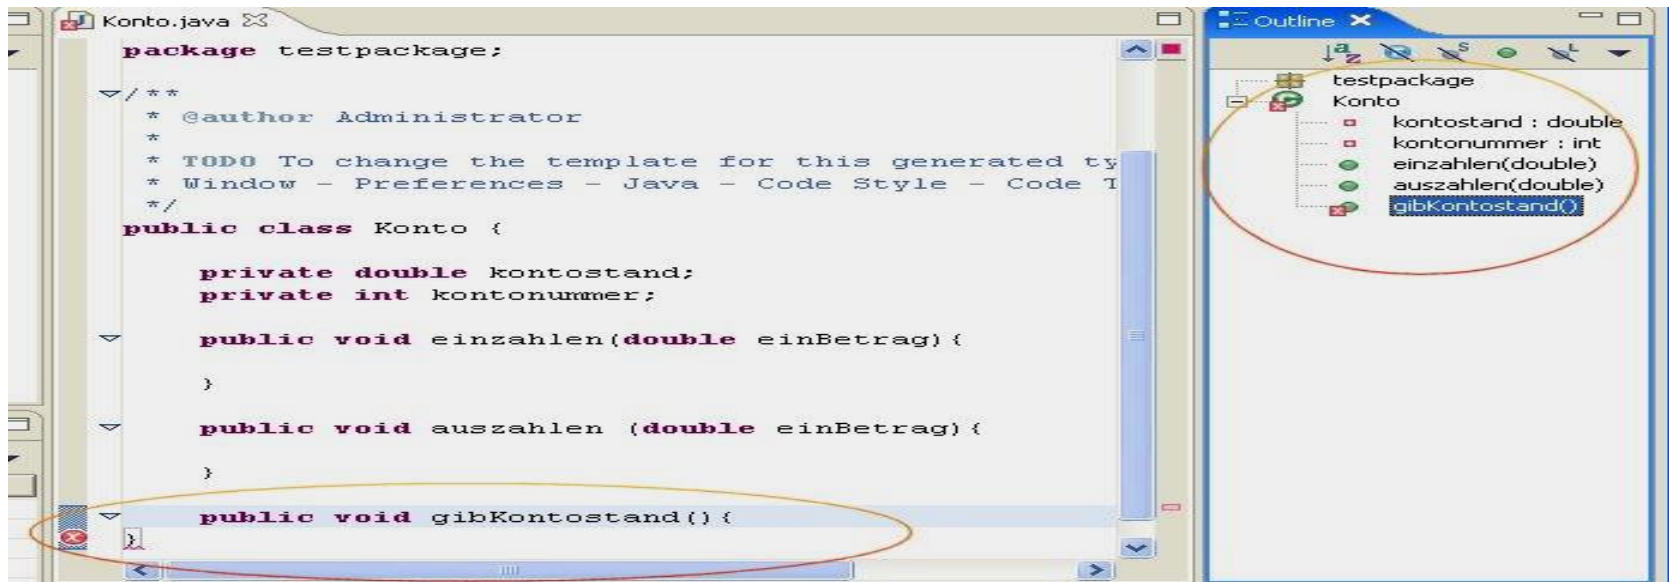 Konto.java
package testpackage;
/**
* @author Administrator
*
* TODO To change the template for this generated ty
* Window - Preferences - Java - Code Style - Code T
*/
public class Konto {
private double kontostand;
private int kontonummer;
public void einzahlen(double einBetrag){
}
public void auszahlen (double einBetrag){
}
public void gibKontostand(){
}
Outline
testpackage
Konto
kontostand : double
kontonummer : int
einzahlen(double)
auszahlen(double)
gibKontostand()